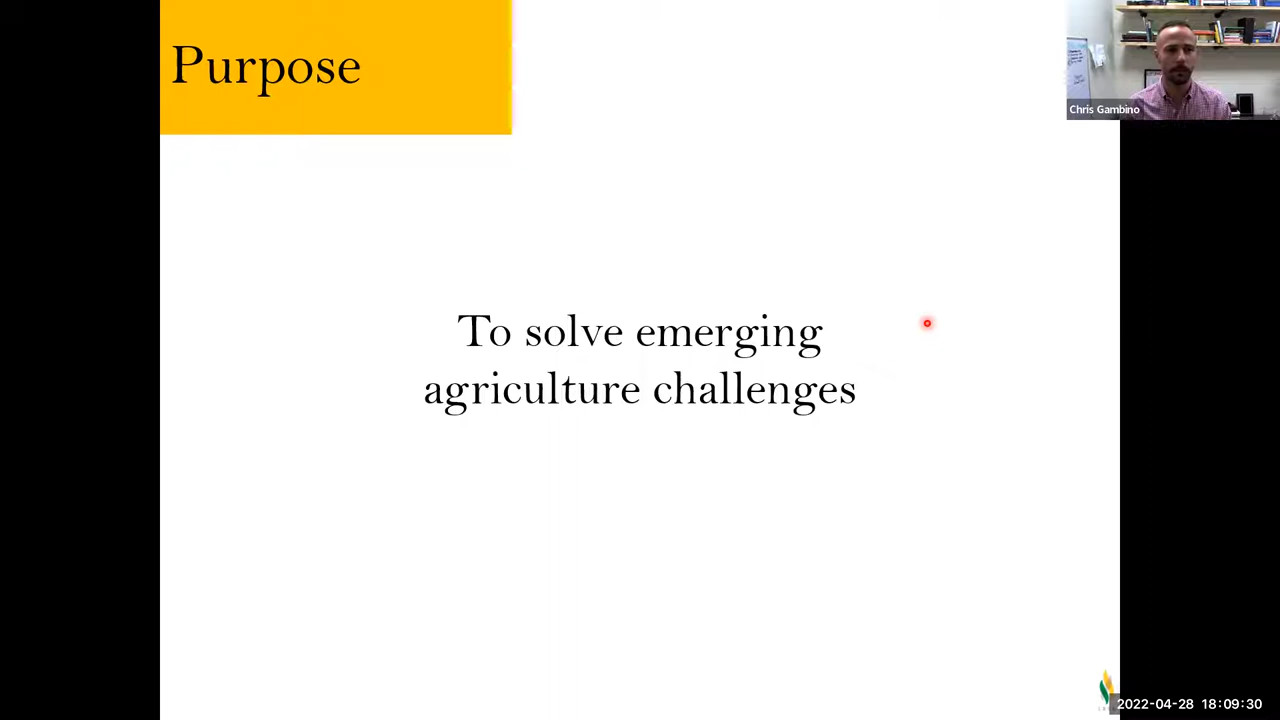 Purpose
Chris Gambino
To solve emerging
agriculture challenges
2022-04-28 18:09:30